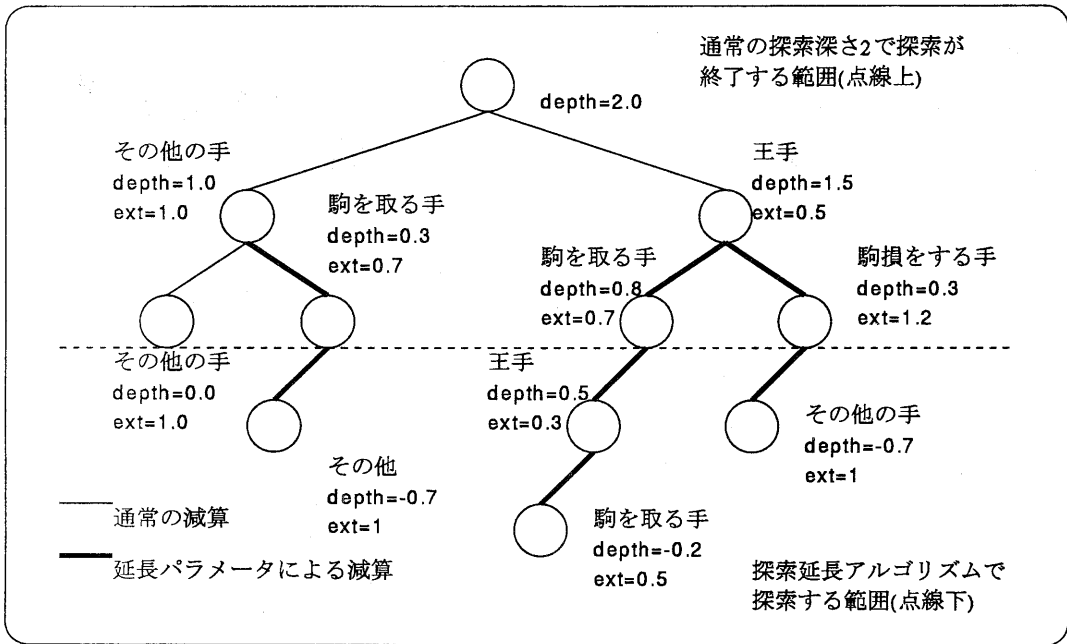 通常の探索深さ2で探索が
終了する範囲(点線上)
depth=2.0
その他の手
depth=1.0
ext=1.0
王手
depth=1.5
ext=0.5
駒を取る手
depth=0.3
ext=0.7
駒を取る手
depth=0.8
ext=0.7
駒損をする手
depth=0.3
ext=1.2
その他の手
depth=0.0
ext=1.0
王手
depth=0.5
ext=0.3
その他の手
depth=-0.7
ext=1
その他
depth=-0.7
ext=1
駒を取る手
depth=-0.2
ext=0.5
通常の減算
延長パラメータによる減算
探索延長アルゴリズムで
探索する範囲(点線下)